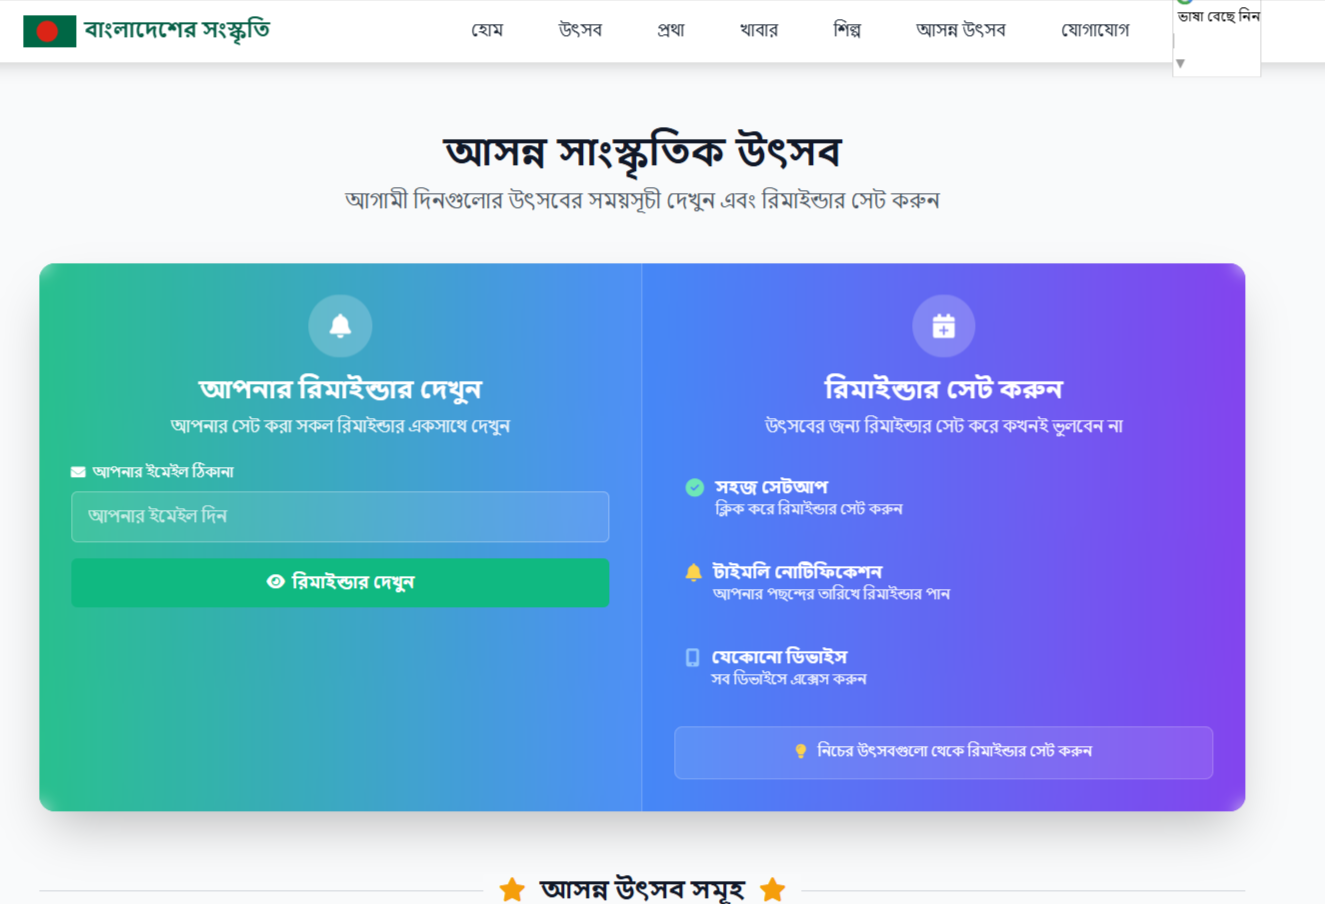 বাংলাদেশের সংস্কৃতি
হোম
উৎসব
প্রথা
খাবার
শিল্প
আসন্ন উৎসব
যোগাযোগ
ভাষা বেছে নিন
▼
আসন্ন সাংস্কৃতিক উৎসব
আগামী দিনগুলোর উৎসবের সময়সূচী দেখুন এবং রিমাইন্ডার সেট করুন
আপনার রিমাইন্ডার দেখুন
আপনার সেট করা সকল রিমাইন্ডার একসাথে দেখুন
আপনার ইমেইল ঠিকানা
আপনার ইমেইল দিন
রিমাইন্ডার দেখুন
রিমাইন্ডার সেট করুন
উৎসবের জন্য রিমাইন্ডার সেট করে কখনই ভুলবেন না
সহজ সেটআপ
ক্লিক করে রিমাইন্ডার সেট করুন
টাইমলি নোটিফিকেশন
আপনার পছন্দের তারিখে রিমাইন্ডার পান
যেকোনো ডিভাইস
সব ডিভাইসে এক্সেস করুন
নিচের উৎসবগুলো থেকে রিমাইন্ডার সেট করুন
আসন্ন উৎসব সমূহ